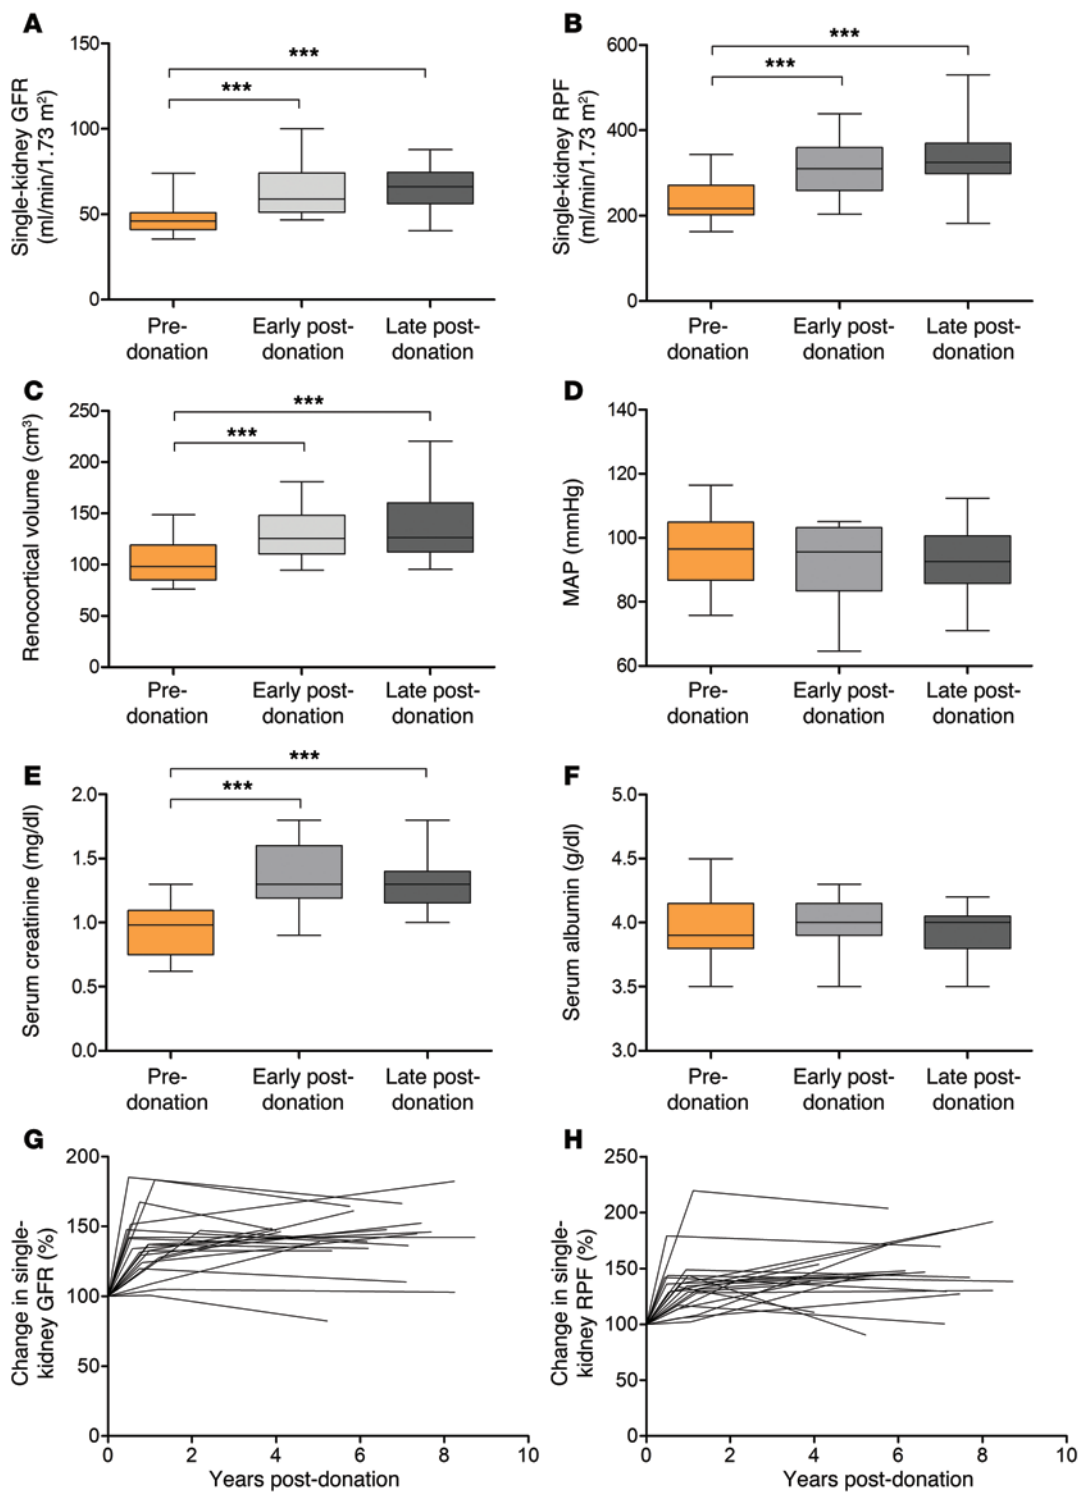 A
Single-kidney GFR
(ml/min/1.73 m²)
150
100
50
0
***
***
Pre-
donation
Early post-
donation
Late post-
donation
B
Single-kidney RPF
(ml/min/1.73 m²)
600
400
200
0
***
***
Pre-
donation
Early post-
donation
Late post-
donation
C
Renocortical volume (cm³)
250
200
150
100
50
0
***
***
Pre-
donation
Early post-
donation
Late post-
donation
D
MAP (mmHg)
140
120
100
80
60
Pre-
donation
Early post-
donation
Late post-
donation
E
Serum creatinine (mg/dl)
2.0
1.5
1.0
0.5
0.0
***
***
Pre-
donation
Early post-
donation
Late post-
donation
F
Serum albumin (g/dl)
5.0
4.5
4.0
3.5
3.0
Pre-
donation
Early post-
donation
Late post-
donation
G
Change in single-
kidney GFR (%)
200
150
100
50
0
0 2 4 6 8 10
Years post-donation
H
Change in single-
kidney RPF (%)
250
200
150
100
50
0
0 2 4 6 8 10
Years post-donation